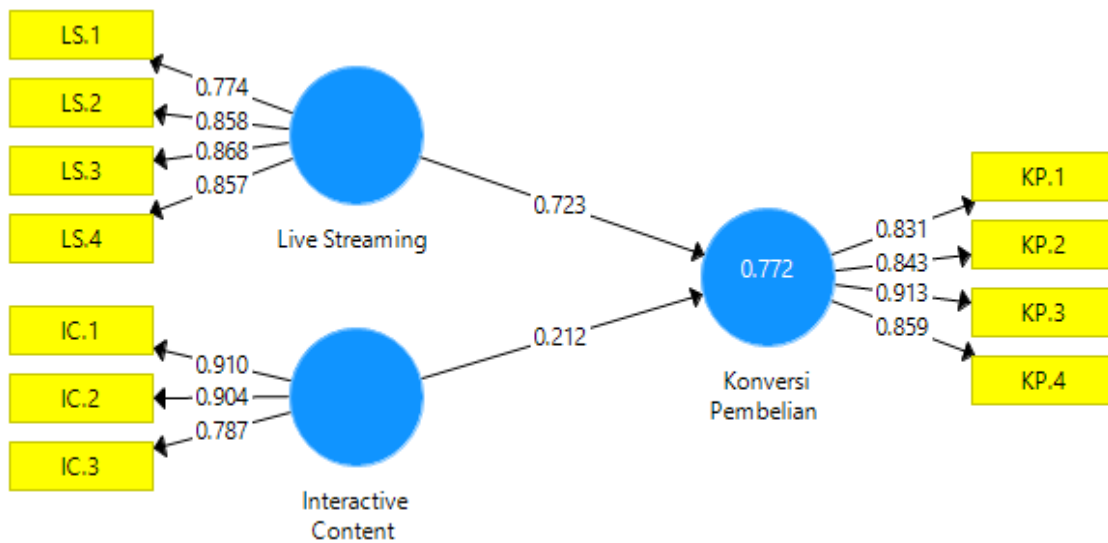 LS.1
LS.2
LS.3
LS.4
0.774
0.858
0.868
0.857
Live Streaming
0.723
IC.1
IC.2
IC.3
0.910
0.904
0.787
Interactive
Content
0.212
0.772
Konversi
Pembelian
0.831
0.843
0.913
0.859
KP.1
KP.2
KP.3
KP.4